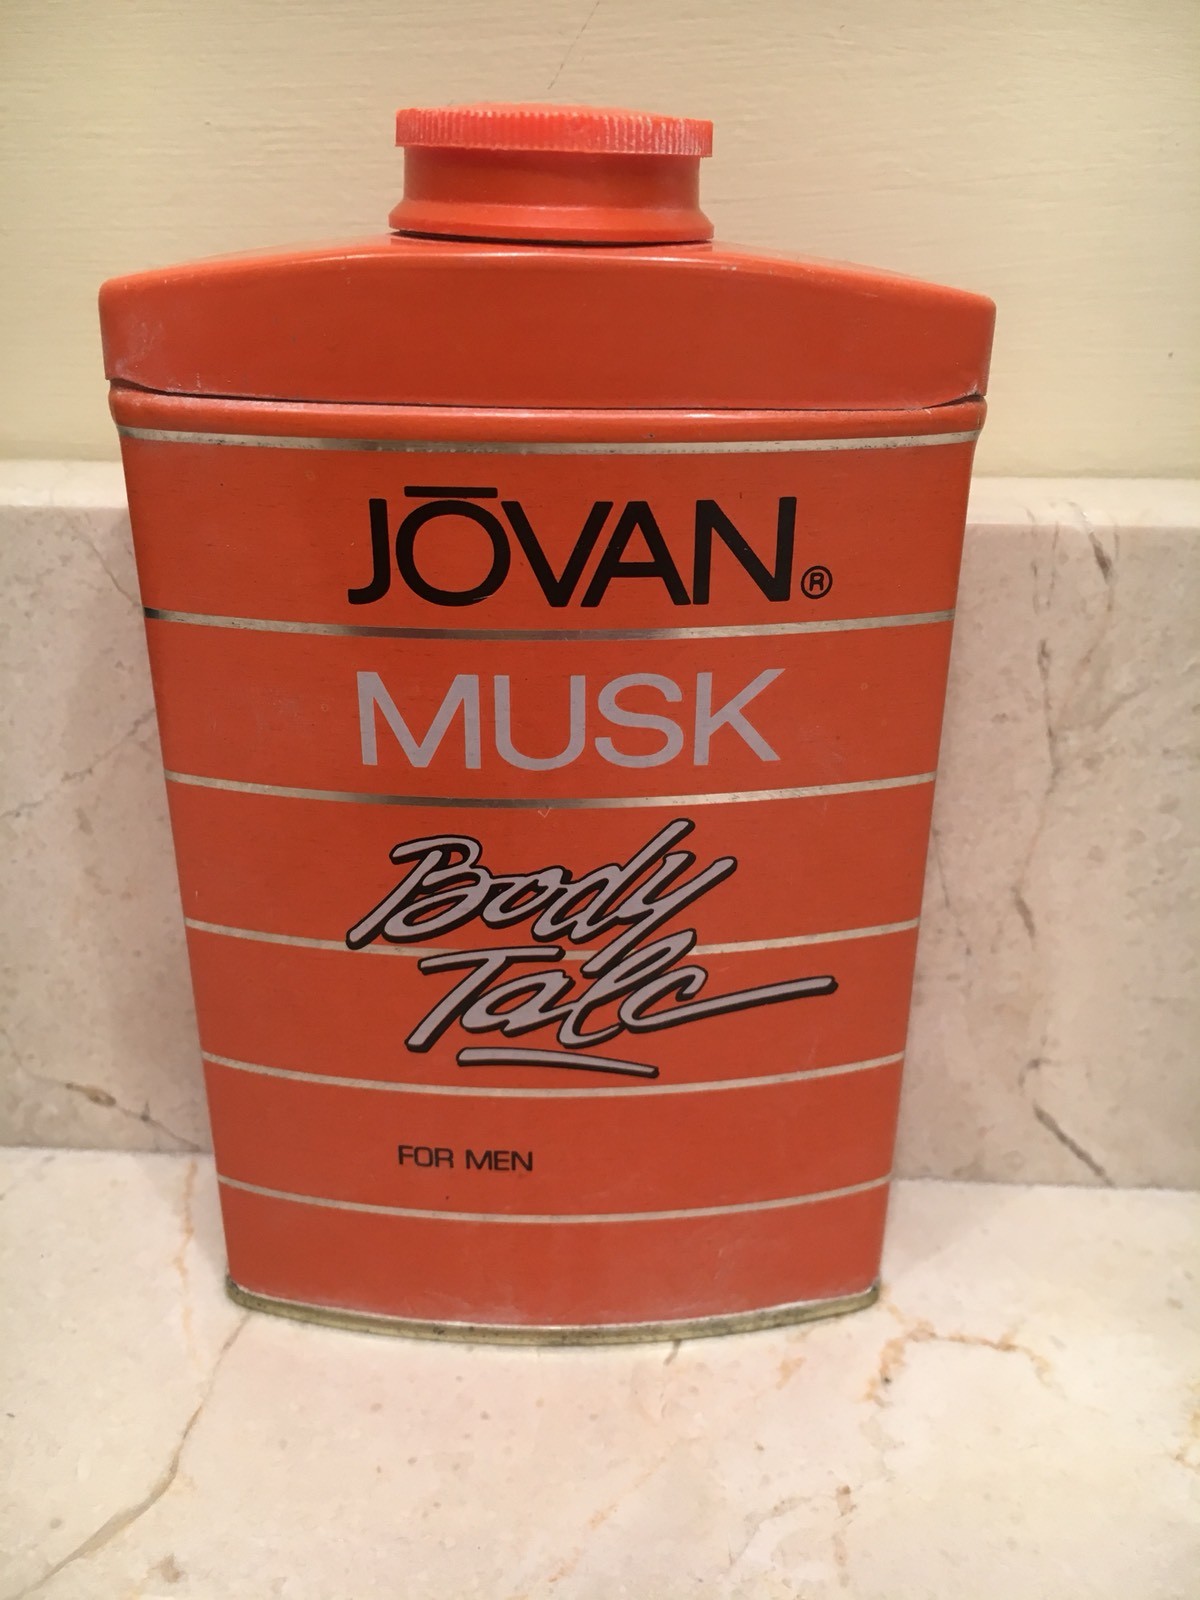 JŌVAN®
MUSK
Body
Talc
FOR MEN